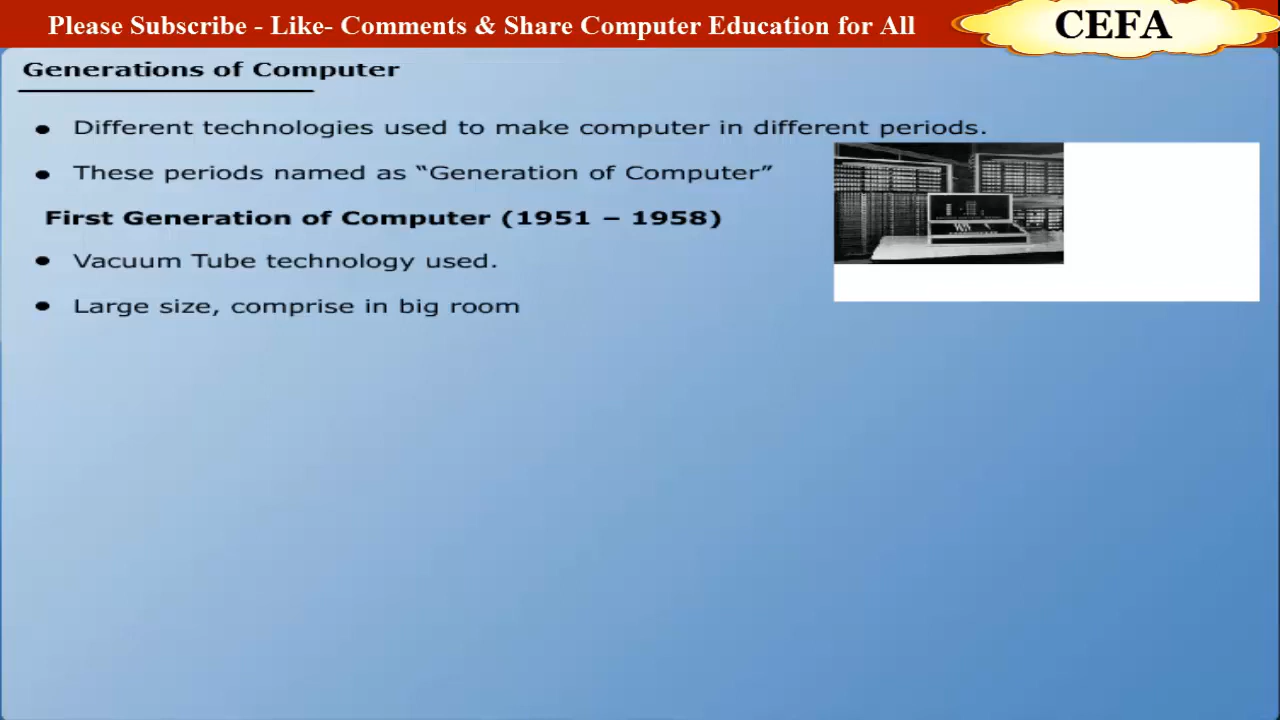 Please Subscribe - Like- Comments & Share Computer Education for All
CEFA
Generations of Computer
● Different technologies used to make computer in different periods.
● These periods named as “Generation of Computer”
First Generation of Computer (1951 – 1958)
● Vacuum Tube technology used.
● Large size, comprise in big room